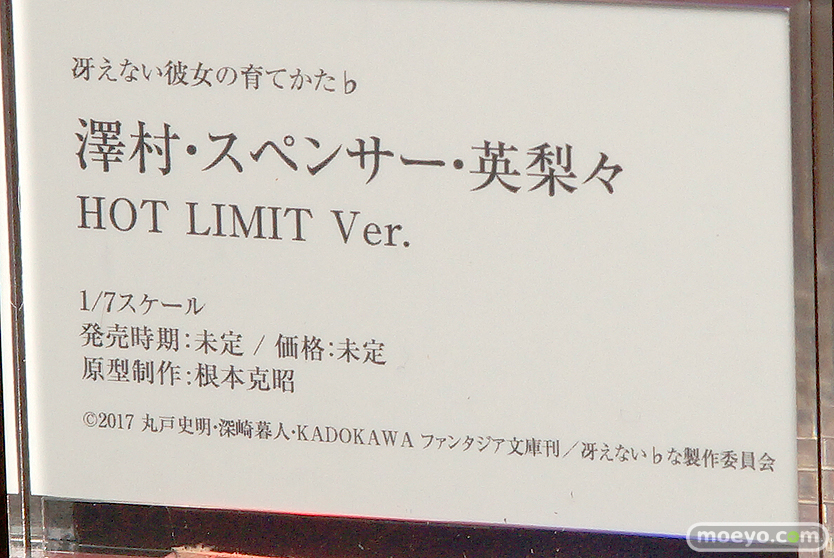 冴えない彼女の育てかた♭
澤村・スペンサー・英梨々
HOT LIMIT Ver.
1/7スケール
発売時期：未定 / 価格：未定
原型制作：根本克昭
©2017 丸戸史明・深崎暮人・KADOKAWA ファンタジア文庫刊／冴えない♭な製作委員会
moeyo.com